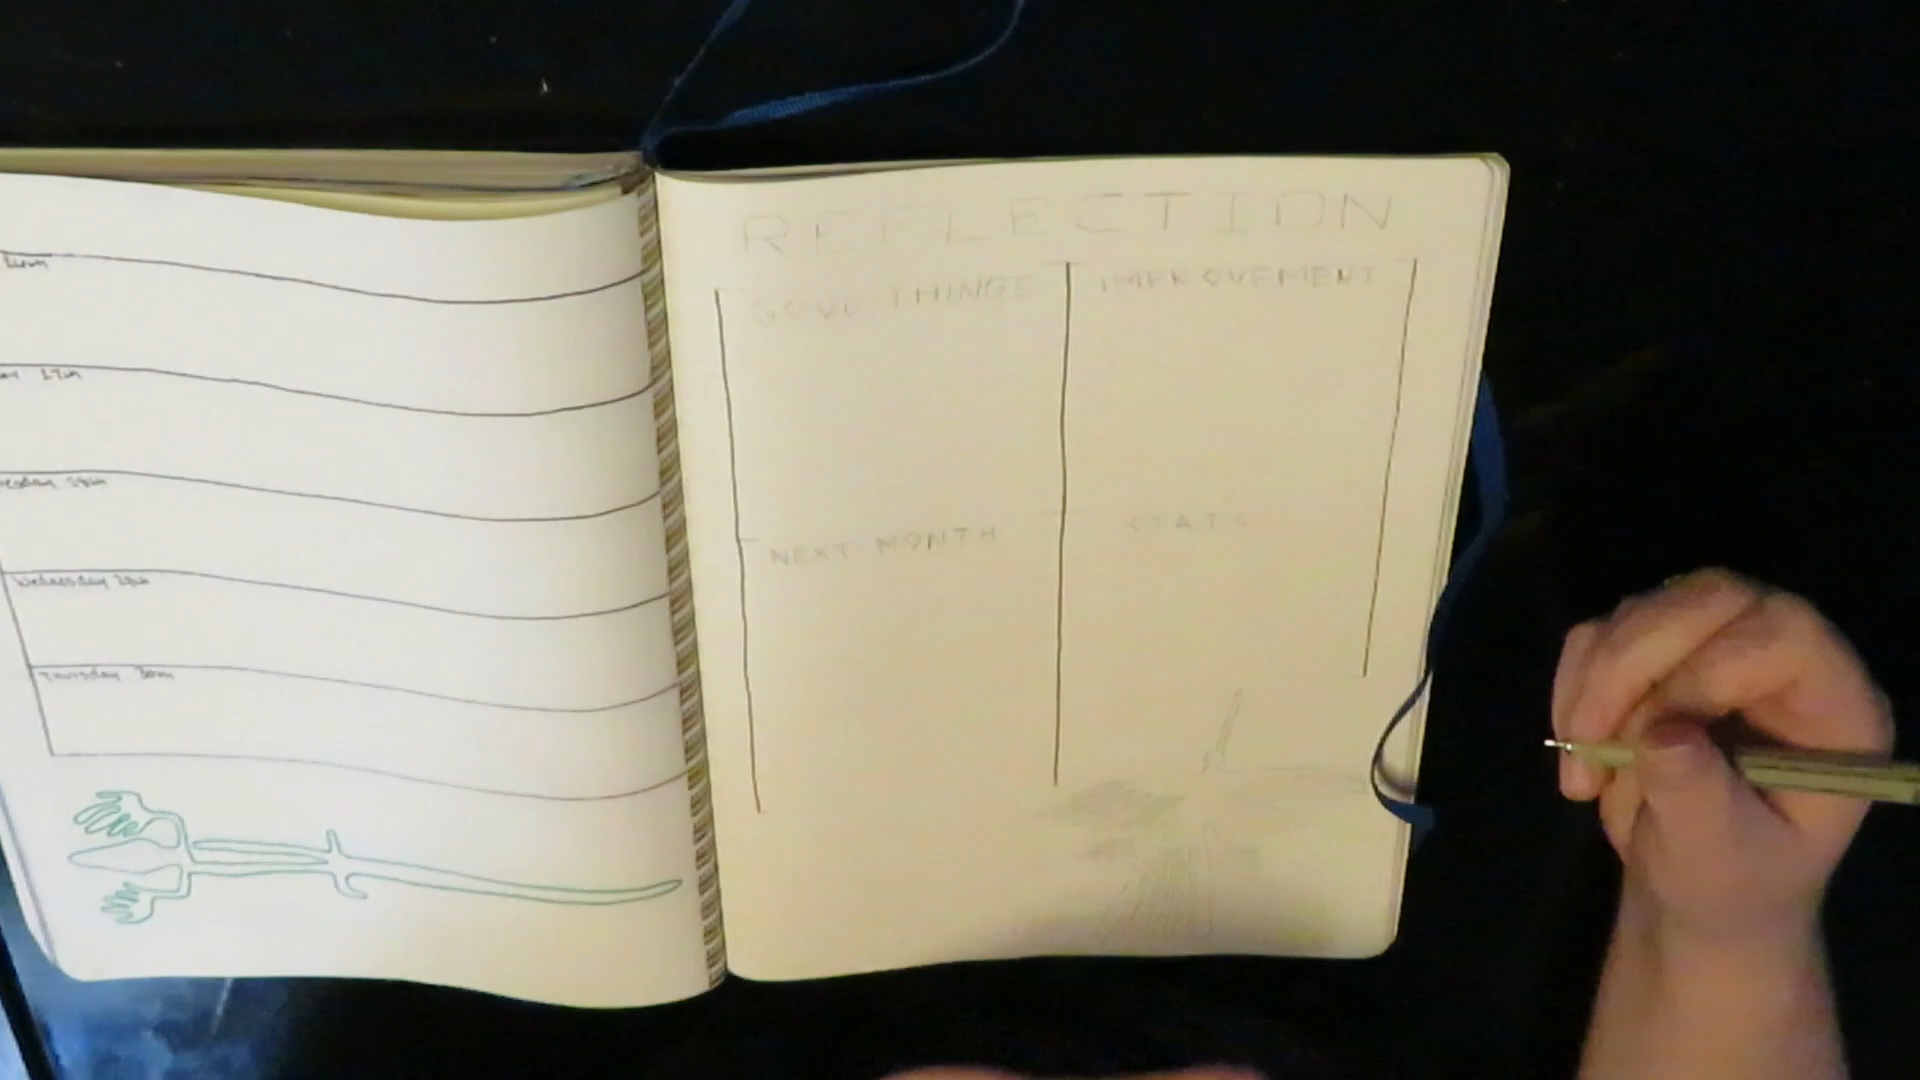 Wednesday 29th
Thursday 30th
REFLECTION
GOOD THINGS
IMPROVEMENT
NEXT MONTH
STATS